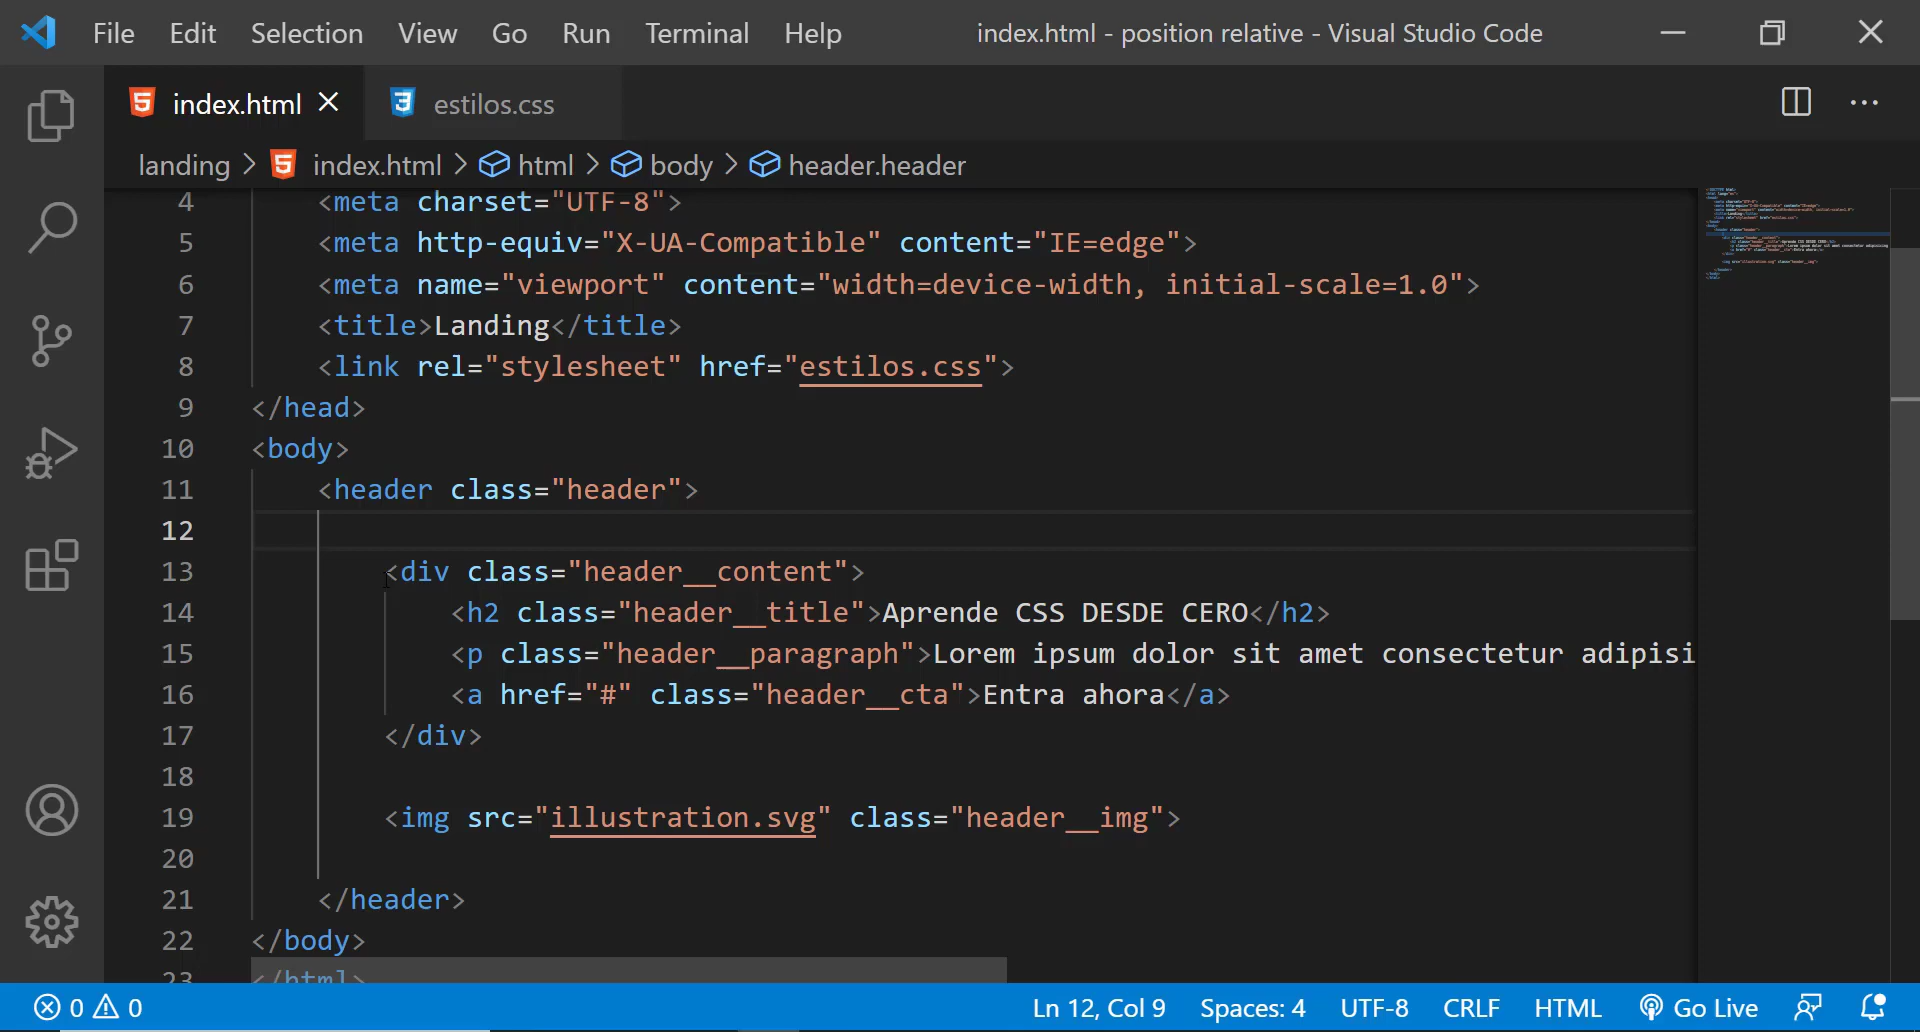 File Edit Selection View Go Run Terminal Help index.html - position relative - Visual Studio Code
index.html estilos.css
landing > index.html > html > body > header.header
4 <meta charset="UTF-8">
5 <meta http-equiv="X-UA-Compatible" content="IE=edge">
6 <meta name="viewport" content="width=device-width, initial-scale=1.0">
7 <title>Landing</title>
8 <link rel="stylesheet" href="estilos.css">
9 </head>
10 <body>
11 <header class="header">
12
13 <div class="header__content">
14 <h2 class="header__title">Aprende CSS DESDE CERO</h2>
15 <p class="header__paragraph">Lorem ipsum dolor sit amet consectetur adipisi
16 <a href="#" class="header__cta">Entra ahora</a>
17 </div>
18
19 <img src="illustration.svg" class="header__img">
20
21 </header>
22 </body>
23 </html>
0 0 Ln 12, Col 9 Spaces: 4 UTF-8 CRLF HTML Go Live